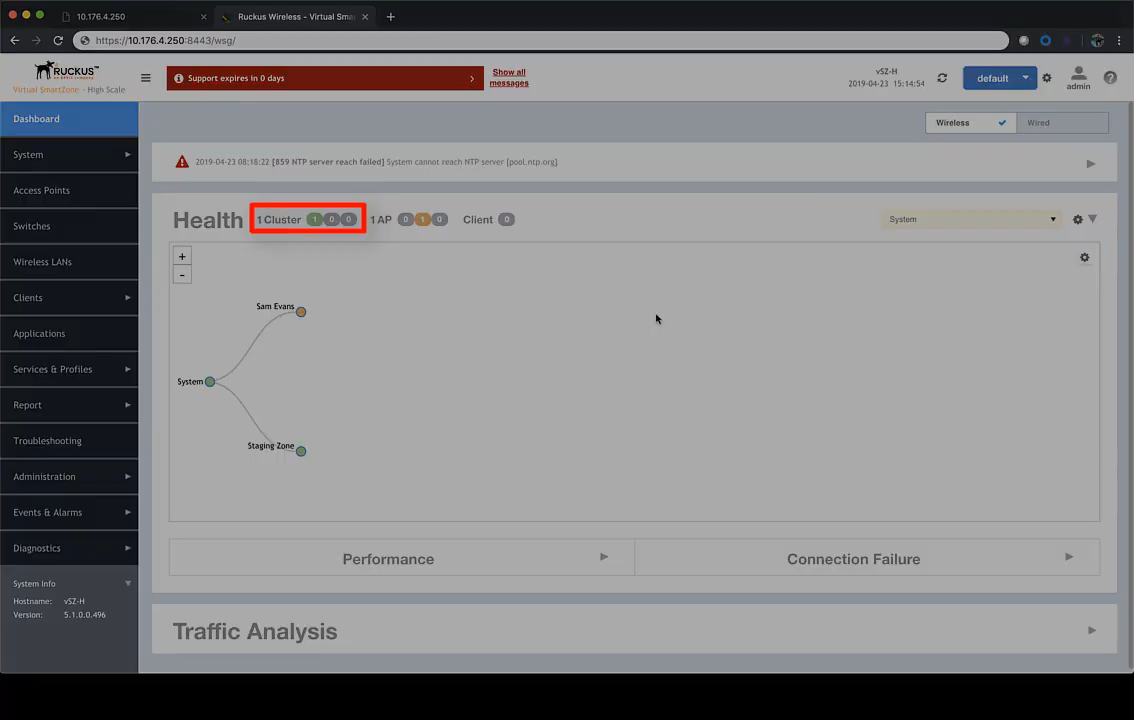 10.176.4.250
Ruckus Wireless - Virtual Sma
https://10.176.4.250:8443/wsg/
RUCKUS
Virtual SmartZone - High Scale
Support expires in 0 days
Show all
messages
vSZ-H
2019-04-23 15:14:54
default
admin
Dashboard
System
Access Points
Switches
Wireless LANs
Clients
Applications
Services & Profiles
Report
Troubleshooting
Administration
Events & Alarms
Diagnostics
System Info
Hostname: vSZ-H
Version: 5.1.0.0.496
Wireless
Wired
2019-04-23 08:18:22 [859 NTP server reach failed] System cannot reach NTP server [pool.ntp.org]
Health 1 Cluster 1 0 0 1 AP 0 1 0 Client 0
System
+
-
Sam Evans
System
Staging Zone
Performance
Connection Failure
Traffic Analysis